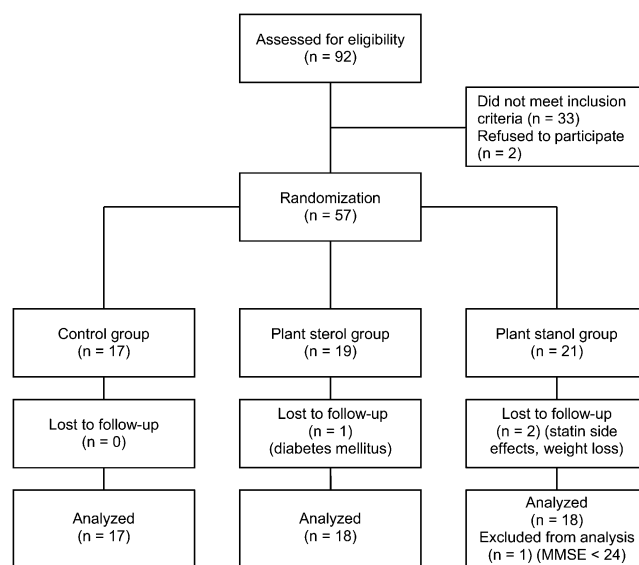 Assessed for eligibility
(n = 92)
Did not meet inclusion
criteria (n = 33)
Refused to participate
(n = 2)
Randomization
(n = 57)
Control group
(n = 17)
Plant sterol group
(n = 19)
Plant stanol group
(n = 21)
Lost to follow-up
(n = 0)
Lost to follow-up
(n = 1)
(diabetes mellitus)
Lost to follow-up
(n = 2) (statin side
effects, weight loss)
Analyzed
(n = 17)
Analyzed
(n = 18)
Analyzed
(n = 18)
Excluded from analysis
(n = 1) (MMSE < 24)